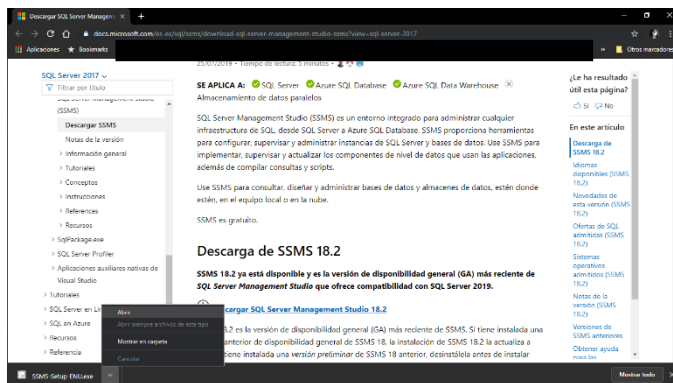 Descargar SQL Server Managem
docs.microsoft.com/es-es/sql/ssms/download-sql-server-management-studio-ssms?view=sql-server-2017
Aplicaciones
Bookmarks
Otros marcadores
SQL Server 2017
Filtrar por título
SQL Server Management Studio
(SSMS)
Descargar SSMS
Notas de la versión
Información general
Tutoriales
Conceptos
Instrucciones
References
Recursos
SqlPackage.exe
SQL Server Profiler
Aplicaciones auxiliares nativas de
Visual Studio
Tutoriales
SQL Server en Lin
SQL en Azure
Recursos
Referencia
Abrir
Abrir siempre archivos de este tipo
Mostrar en carpeta
Cancelar
25/07/2019 • Tiempo de lectura: 5 minutos •
SE APLICA A: SQL Server Azure SQL Database Azure SQL Data Warehouse
Almacenamiento de datos paralelos
SQL Server Management Studio (SSMS) es un entorno integrado para administrar cualquier
infraestructura de SQL, desde SQL Server a Azure SQL Database. SSMS proporciona herramientas
para configurar, supervisar y administrar instancias de SQL Server y bases de datos. Use SSMS para
implementar, supervisar y actualizar los componentes de nivel de datos que usan las aplicaciones,
además de compilar consultas y scripts.
Use SSMS para consultar, diseñar y administrar bases de datos y almacenes de datos, estén donde
estén, en el equipo local o en la nube.
SSMS es gratuito.
Descarga de SSMS 18.2
SSMS 18.2 ya está disponible y es la versión de disponibilidad general (GA) más reciente de
SQL Server Management Studio que ofrece compatibilidad con SQL Server 2019.
cargar SQL Server Management Studio 18.2
8.2 es la versión de disponibilidad general (GA) más reciente de SSMS. Si tiene instalada una
anterior de disponibilidad general de SSMS 18, la instalación de SSMS 18.2 la actualiza a
tiene instalada una versión preliminar de SSMS 18 anterior, desinstálela antes de instalar
¿Le ha resultado
útil esta página?
Sí No
En este artículo
Descarga de
SSMS 18.2
Idiomas
disponibles (SSMS
18.2)
Novedades de
esta versión (SSMS
18.2)
Ofertas de SQL
admitidas (SSMS
18.2)
Sistemas
operativos
admitidos (SSMS
18.2)
Notas de la
versión (SSMS
18.2)
Versiones de
SSMS anteriores
Obtener ayuda
para las
SSMS-Setup-ENU.exe
Mostrar todo